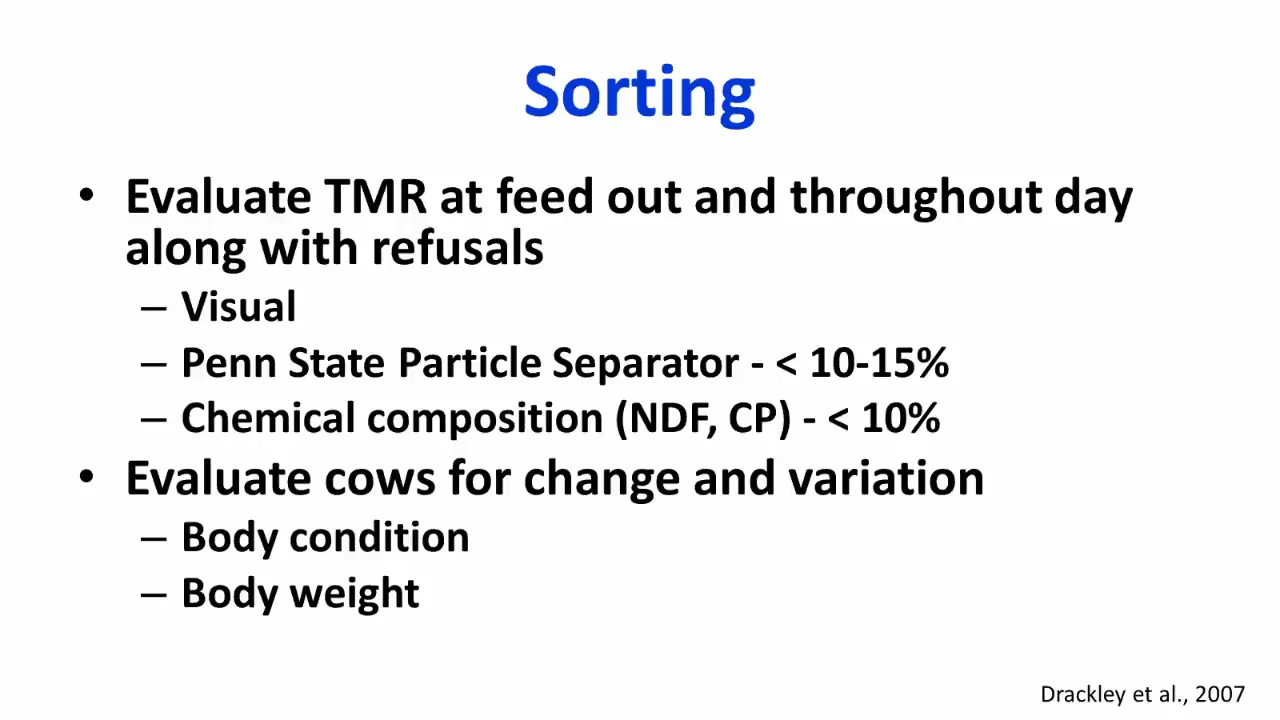 Sorting
• Evaluate TMR at feed out and throughout day
along with refusals
– Visual
– Penn State Particle Separator - < 10-15%
– Chemical composition (NDF, CP) - < 10%
• Evaluate cows for change and variation
– Body condition
– Body weight
Drackley et al., 2007